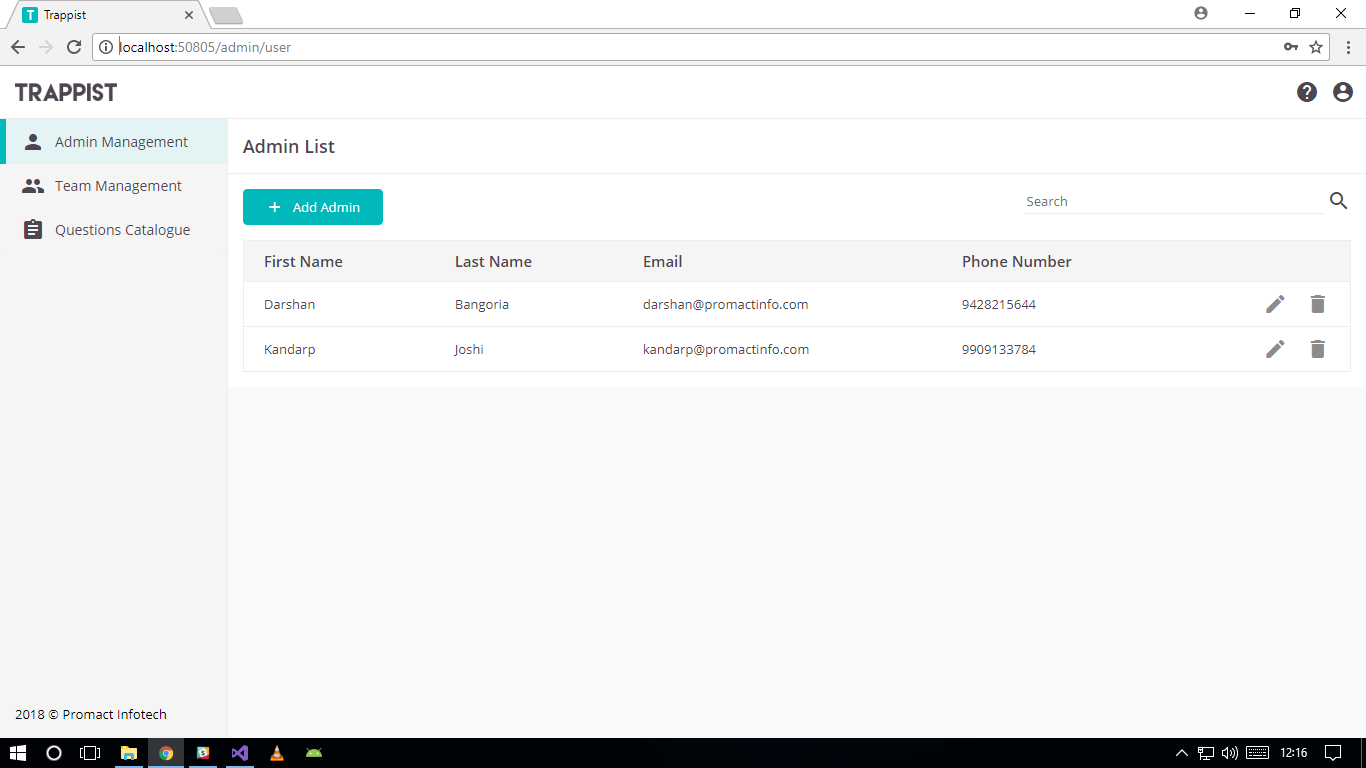 Trappist
localhost:50805/admin/user
TRAPPIST
Admin Management
Team Management
Questions Catalogue
Admin List
+ Add Admin
Search
First Name Last Name Email Phone Number
Darshan Bangoria darshan@promactinfo.com 9428215644
Kandarp Joshi kandarp@promactinfo.com 9909133784
2018 © Promact Infotech
12:16